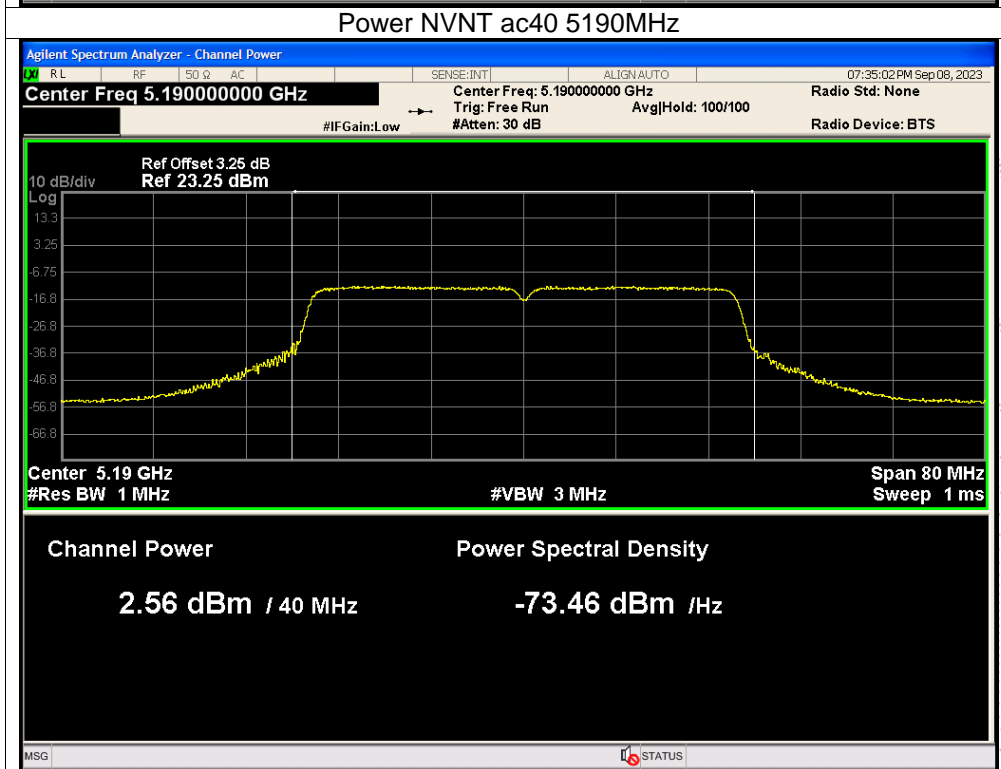 Power NVNT ac40 5190MHz
Agilent Spectrum Analyzer - Channel Power
LXI RL RF 50 Ω AC SENSE:INT ALIGN AUTO 07:35:02 PM Sep 08, 2023
Center Freq 5.190000000 GHz Center Freq: 5.190000000 GHz Radio Std: None
Trig: Free Run Avg|Hold: 100/100
#IFGain:Low #Atten: 30 dB Radio Device: BTS
Ref Offset 3.25 dB
10 dB/div Ref 23.25 dBm
Log
13.3
3.25
-6.75
-16.8
-26.8
-36.8
-46.8
-56.8
-66.8
Center 5.19 GHz Span 80 MHz
#Res BW 1 MHz #VBW 3 MHz Sweep 1 ms
Channel Power Power Spectral Density
2.56 dBm / 40 MHz -73.46 dBm /Hz
MSG STATUS